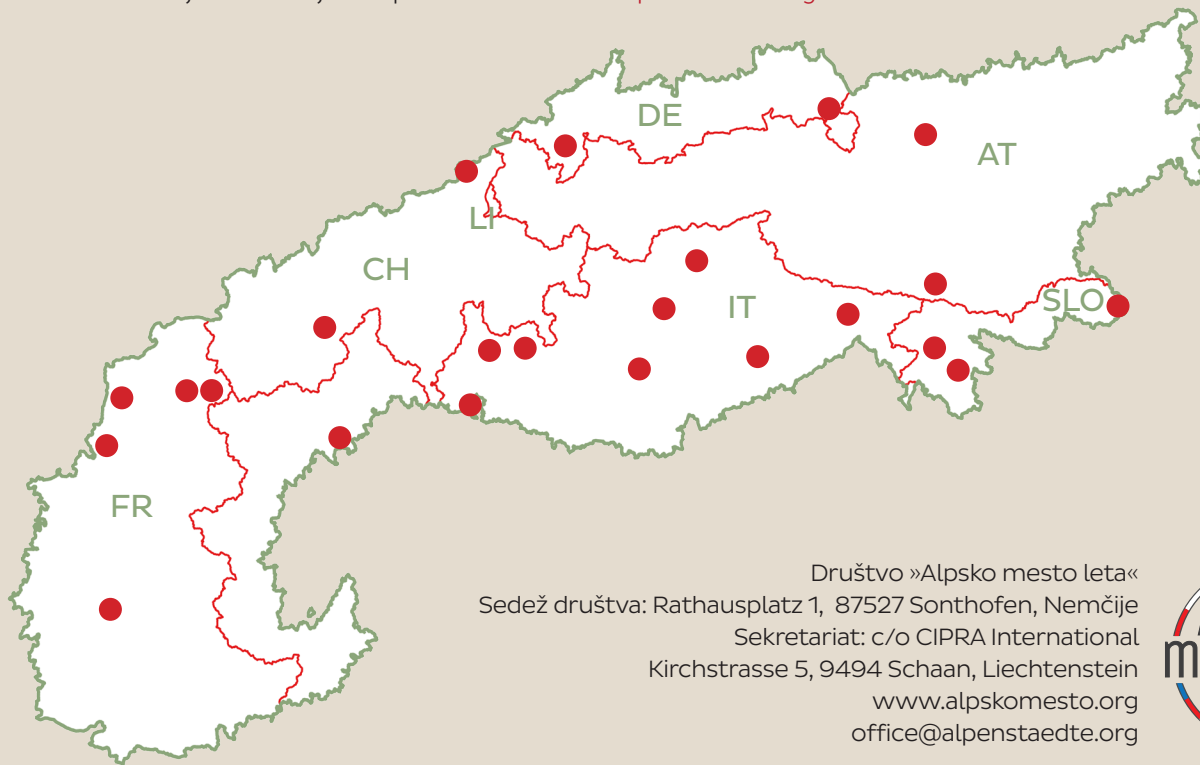 DE
AT
LI
CH
IT
SLO
FR
Društvo »Alpsko mesto leta«
Sedež društva: Rathausplatz 1, 87527 Sonthofen, Nemčije
Sekretariat: c/o CIPRA International
Kirchstrasse 5, 9494 Schaan, Liechtenstein
www.alpskomesto.org
office@alpenstaedte.org